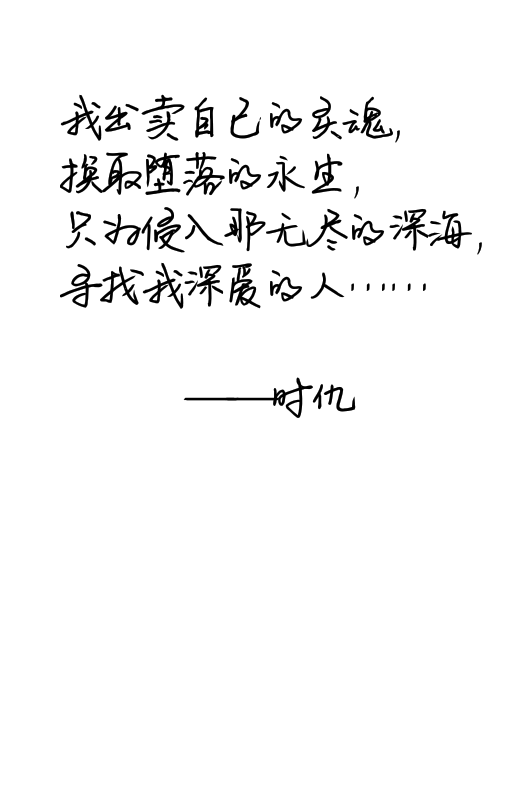 我出卖自己的灵魂,
换取堕落的永生,
只为侵入那无尽的深海,
寻找我深爱的人……
——时仇